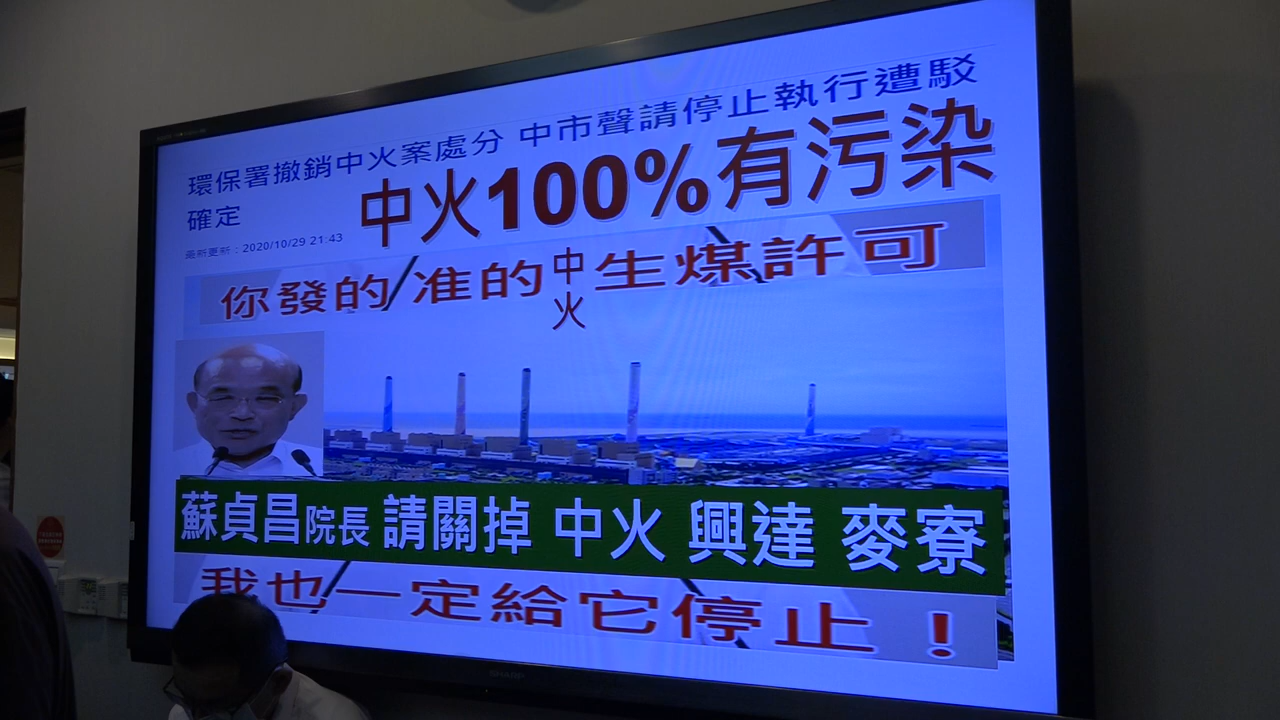 環保署撤銷中火案處分 中市聲請停止執行遭駁
確定
中火100%有污染
最新更新：2020/10/29 21:43
你發的/准的中火生煤許可
蘇貞昌院長 請關掉 中火 興達 麥寮
我也一定給它停止！
SHARP